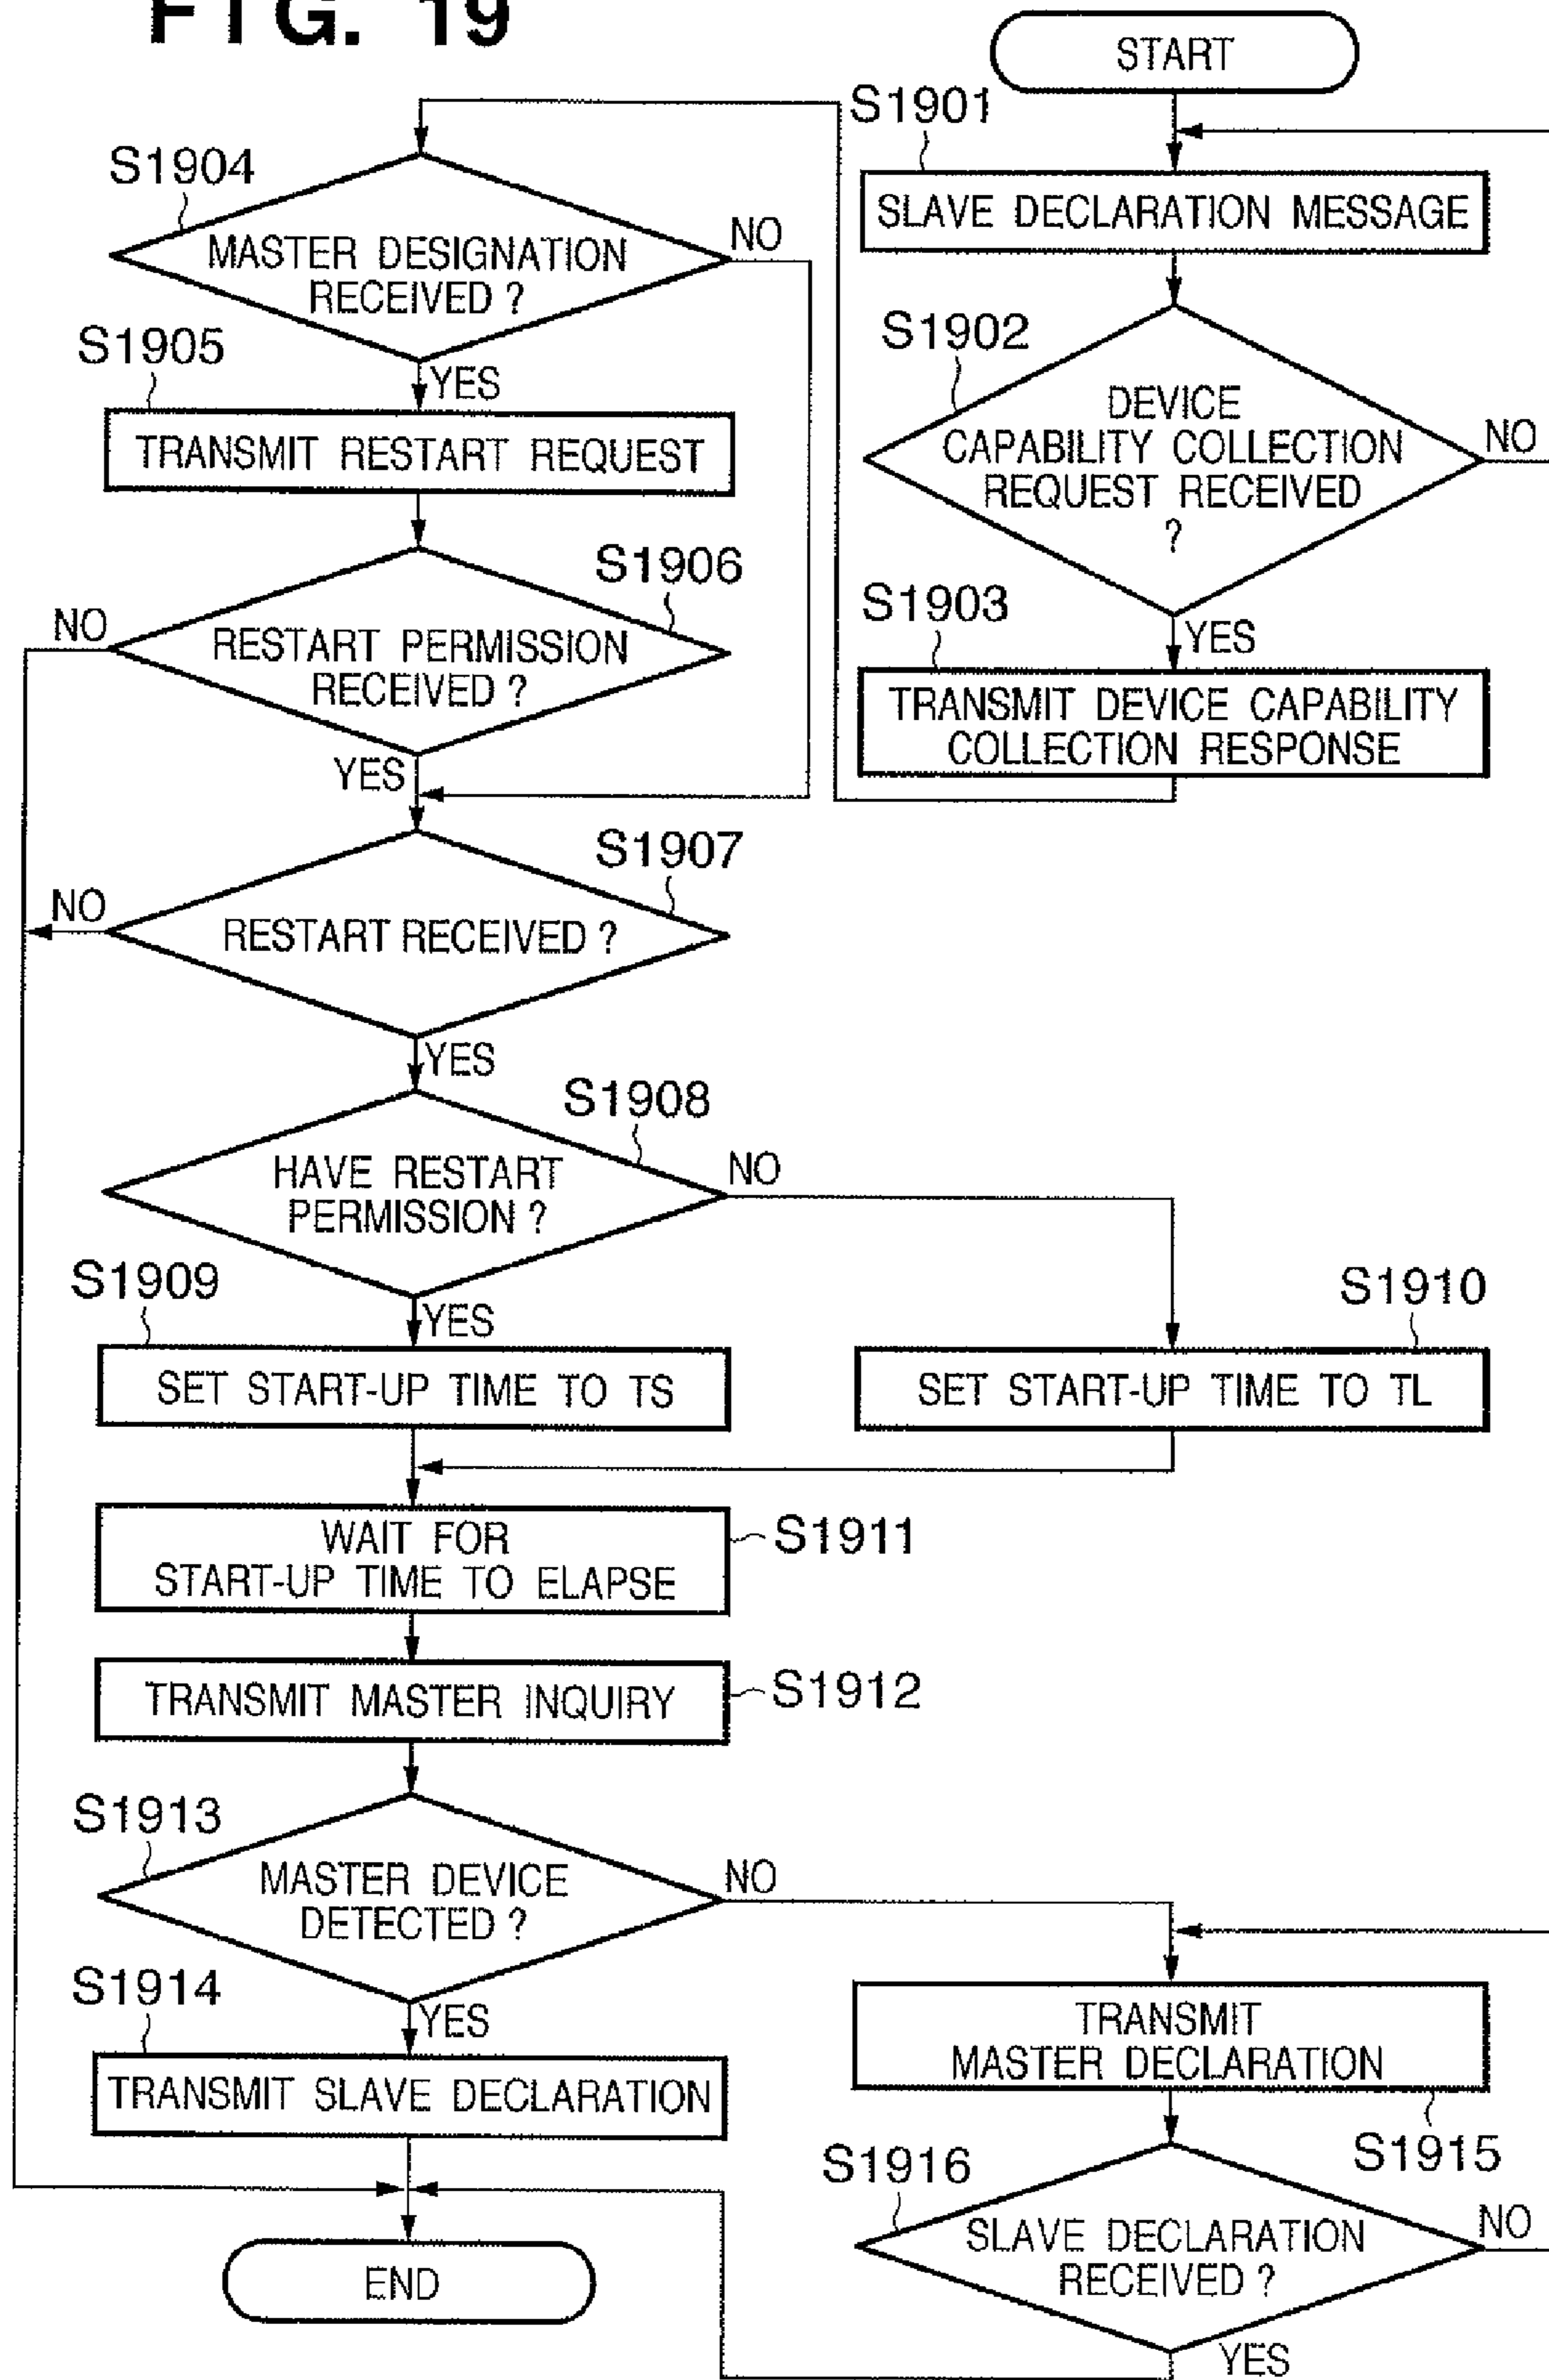 FIG. 19
START
S1901
SLAVE DECLARATION MESSAGE
S1902
DEVICE
CAPABILITY COLLECTION
REQUEST RECEIVED
?
NO
YES
S1903
TRANSMIT DEVICE CAPABILITY
COLLECTION RESPONSE
S1904
MASTER DESIGNATION
RECEIVED ?
NO
YES
S1905
TRANSMIT RESTART REQUEST
S1906
RESTART PERMISSION
RECEIVED ?
NO
YES
S1907
RESTART RECEIVED ?
NO
YES
S1908
HAVE RESTART
PERMISSION ?
NO
YES
S1909
SET START-UP TIME TO TS
S1910
SET START-UP TIME TO TL
WAIT FOR
START-UP TIME TO ELAPSE
S1911
TRANSMIT MASTER INQUIRY
S1912
S1913
MASTER DEVICE
DETECTED ?
NO
YES
S1914
TRANSMIT SLAVE DECLARATION
TRANSMIT
MASTER DECLARATION
S1915
S1916
SLAVE DECLARATION
RECEIVED ?
NO
YES
END